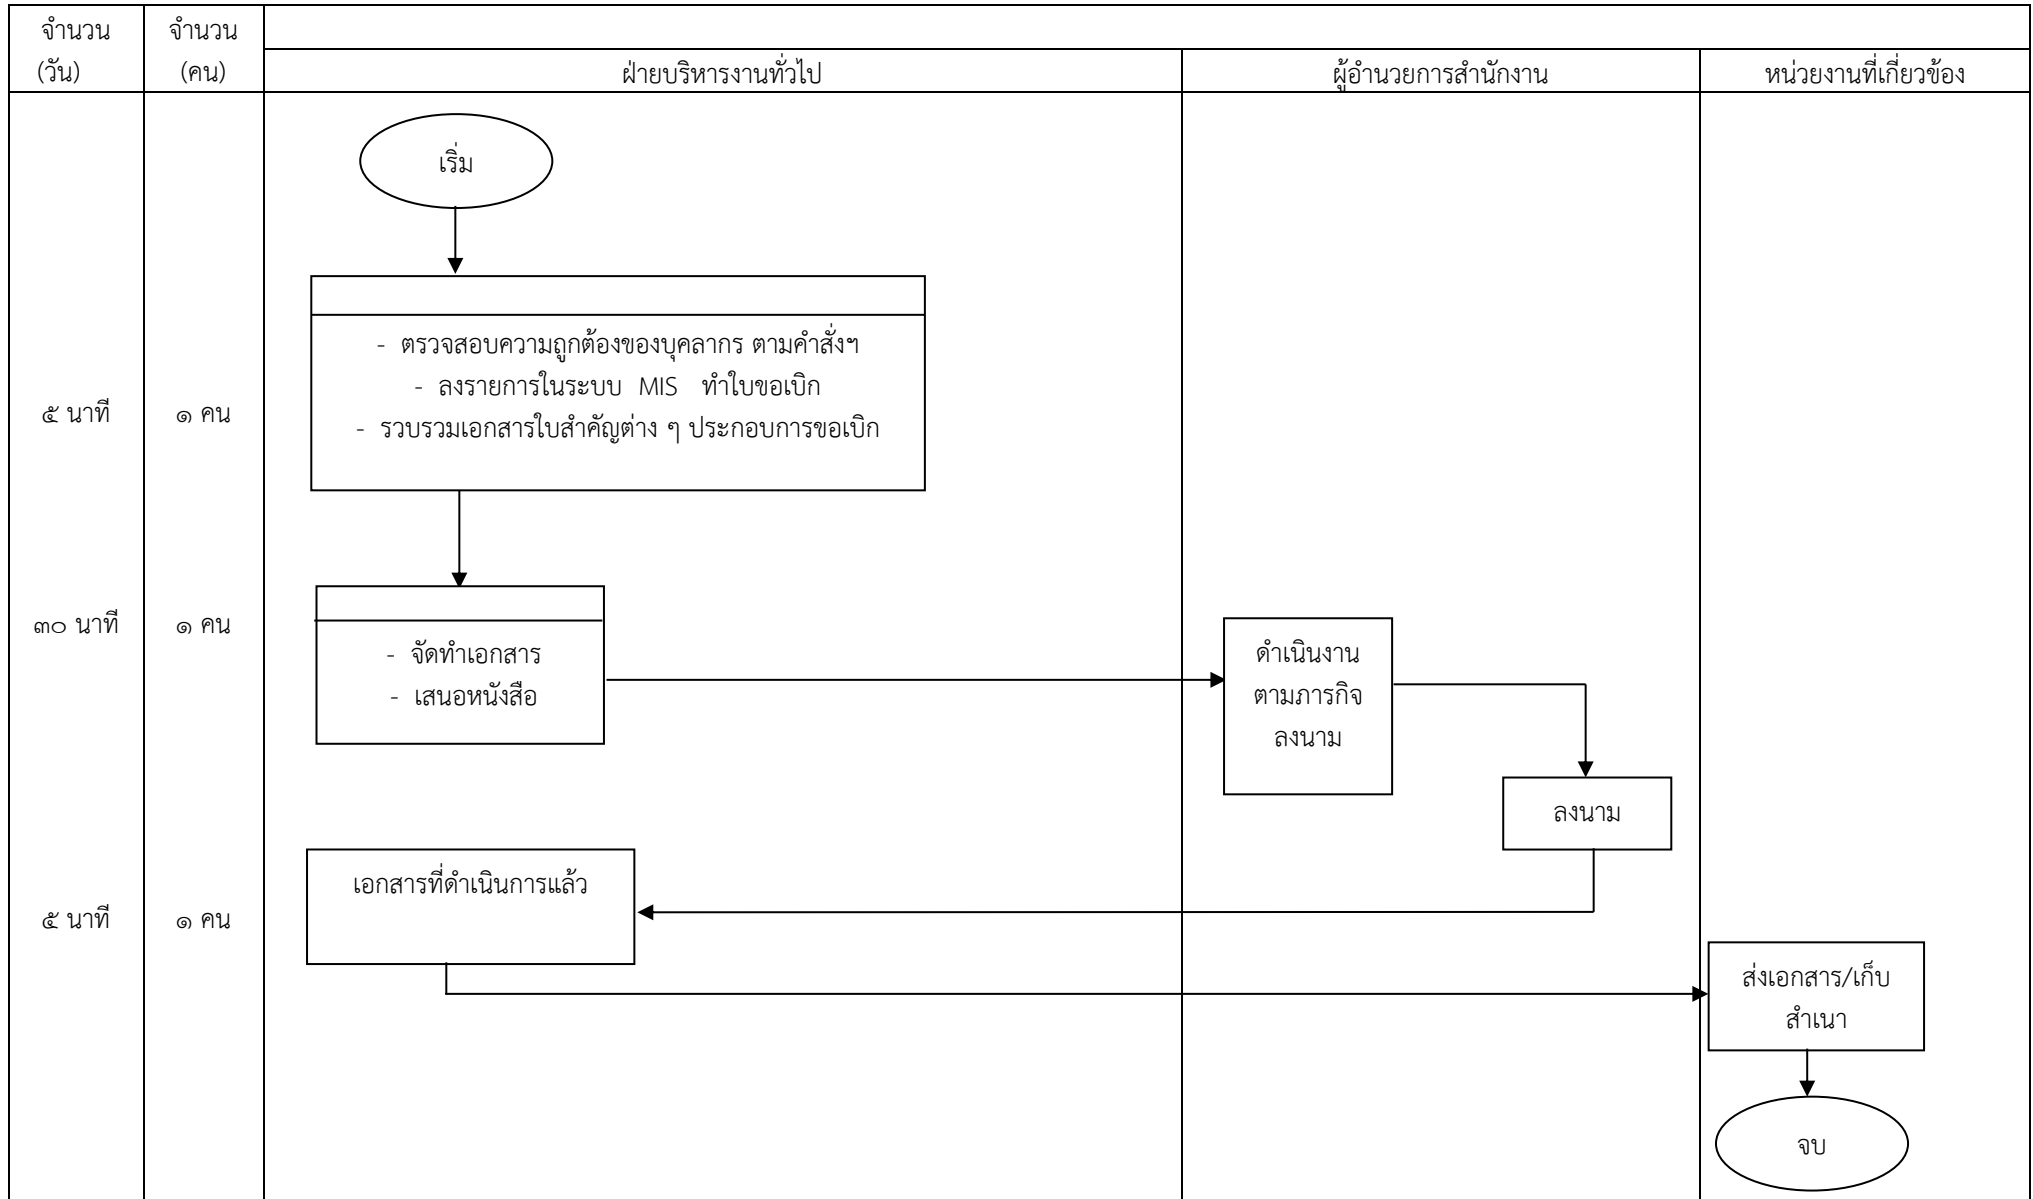 จำนวน
(วัน)
จำนวน
(คน)
ฝ่ายบริหารงานทั่วไป
ผู้อำนวยการสำนักงาน
หน่วยงานที่เกี่ยวข้อง
เริ่ม
- ตรวจสอบความถูกต้องของบุคลากร ตามคำสั่งฯ
- ลงรายการในระบบ MIS ทำใบขอเบิก
- รวบรวมเอกสารใบสำคัญต่าง ๆ ประกอบการขอเบิก
๕ นาที
๑ คน
๓๐ นาที
๑ คน
- จัดทำเอกสาร
- เสนอหนังสือ
ดำเนินงาน
ตามภารกิจ
ลงนาม
ลงนาม
เอกสารที่ดำเนินการแล้ว
๕ นาที
๑ คน
ส่งเอกสาร/เก็บ
สำเนา
จบ